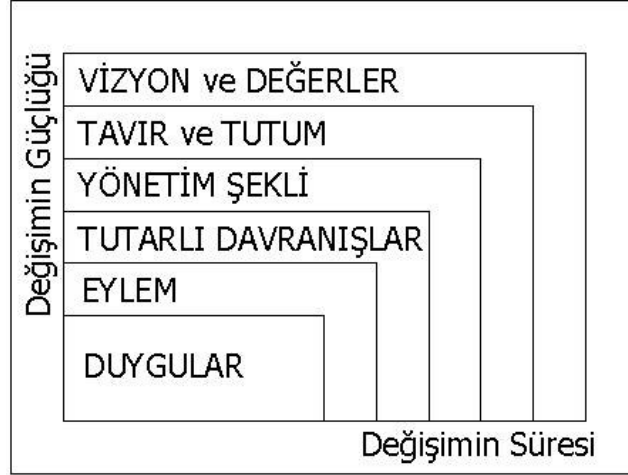 Değişimin Güçlüğü
VİZYON ve DEĞERLER
TAVIR ve TUTUM
YÖNETİM ŞEKLİ
TUTARLI DAVRANIŞLAR
EYLEM
DUYGULAR
Değişimin Süresi